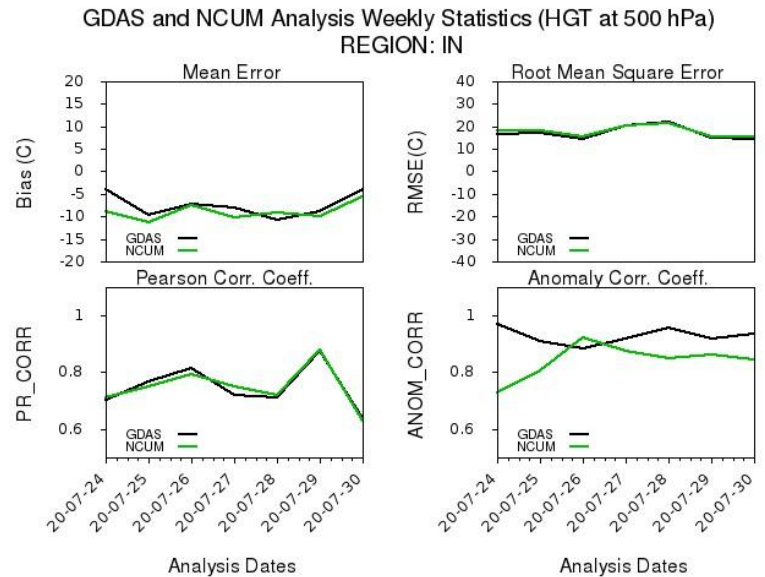 GDAS and NCUM Analysis Weekly Statistics (HGT at 500 hPa)
REGION: IN
Mean Error
20
15
10
5
0
-5
-10
-15
-20
Bias (C)
GDAS
NCUM
Root Mean Square Error
40
30
20
10
0
-10
-20
-30
-40
RMSE(C)
GDAS
NCUM
Pearson Corr. Coeff.
1
0.8
0.6
PR_CORR
GDAS
NCUM
20-07-24
20-07-25
20-07-26
20-07-27
20-07-28
20-07-29
20-07-30
Analysis Dates
Anomaly Corr. Coeff.
1
0.8
0.6
ANOM_CORR
GDAS
NCUM
20-07-24
20-07-25
20-07-26
20-07-27
20-07-28
20-07-29
20-07-30
Analysis Dates